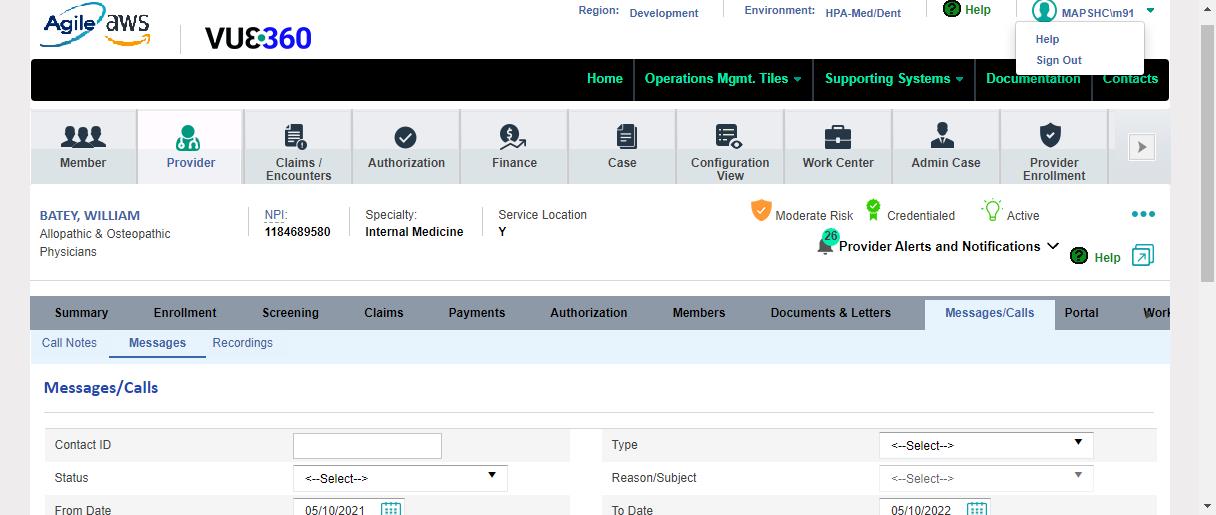 Agile aws
VUE360
Region: Development
Environment: HPA-Med/Dent
Help
MAPSHC\m91
Help
Sign Out
Home
Operations Mgmt. Tiles
Supporting Systems
Documentation
Contacts
Member
Provider
Claims /
Encounters
Authorization
Finance
Case
Configuration
View
Work Center
Admin Case
Provider
Enrollment
BATEY, WILLIAM
Allopathic & Osteopathic
Physicians
NPI:
1184689580
Specialty:
Internal Medicine
Service Location
Y
Moderate Risk
Credentialed
Active
26
Provider Alerts and Notifications
Help
Summary
Enrollment
Screening
Claims
Payments
Authorization
Members
Documents & Letters
Messages/Calls
Portal
Work
Call Notes
Messages
Recordings
Messages/Calls
Contact ID
Type
<--Select-->
Status
<--Select-->
Reason/Subject
<--Select-->
From Date
05/10/2021
To Date
05/10/2022